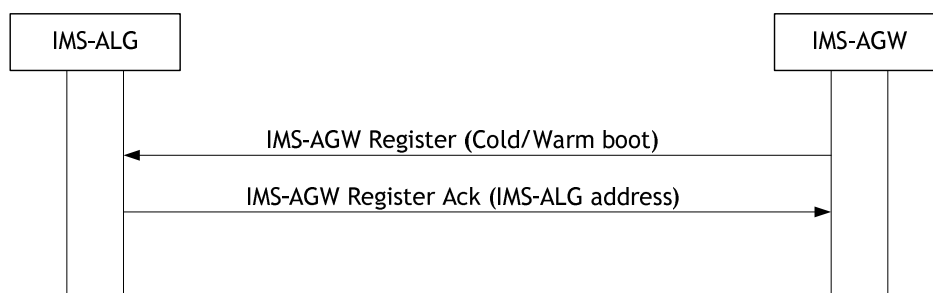 IMS-ALG
IMS-AGW
IMS-AGW Register (Cold/Warm boot)
IMS-AGW Register Ack (IMS-ALG address)